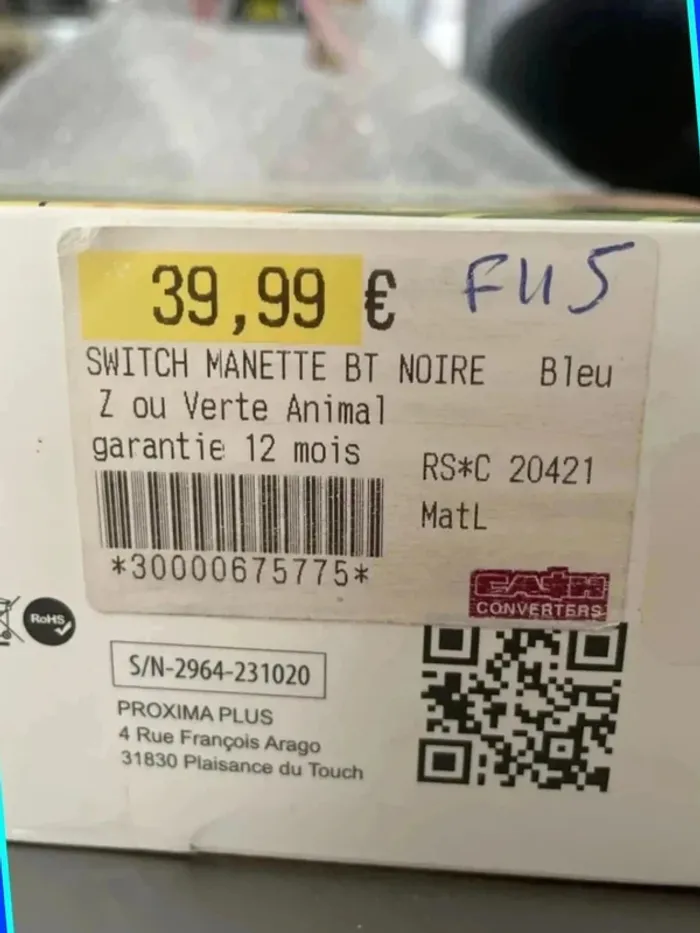 39,99 €
FU5
SWITCH MANETTE BT NOIRE Bleu
Z ou Verte Animal
garantie 12 mois
RS*C 20421
MatL
*30000675775*
CA$H
CONVERTERS
RoHS
S/N-2964-231020
PROXIMA PLUS
4 Rue François Arago
31830 Plaisance du Touch